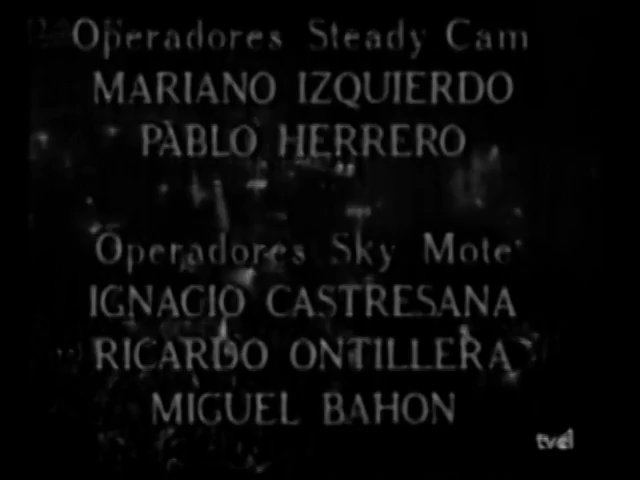 Operadores Steady Cam
MARIANO IZQUIERDO
PABLO HERRERO
Operadores Sky Mote
IGNACIO CASTRESANA
RICARDO ONTILLERA
MIGUEL BAHON
tve1